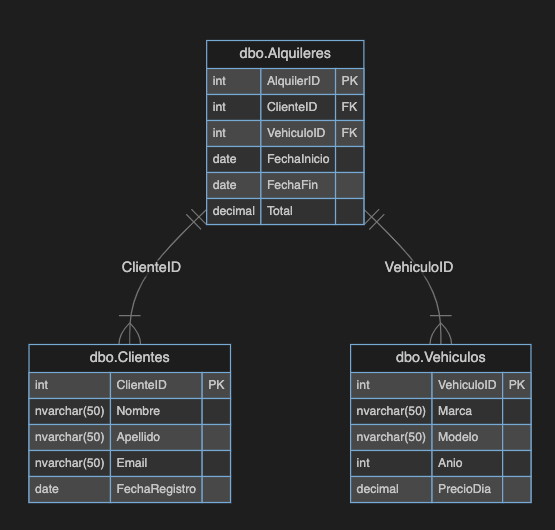 dbo.Alquileres
int AlquilerID PK
int ClienteID FK
int VehiculoID FK
date FechaInicio
date FechaFin
decimal Total
ClienteID VehiculoID
dbo.Clientes
int ClienteID PK
nvarchar(50) Nombre
nvarchar(50) Apellido
nvarchar(50) Email
date FechaRegistro
dbo.Vehiculos
int VehiculoID PK
nvarchar(50) Marca
nvarchar(50) Modelo
int Anio
decimal PrecioDia